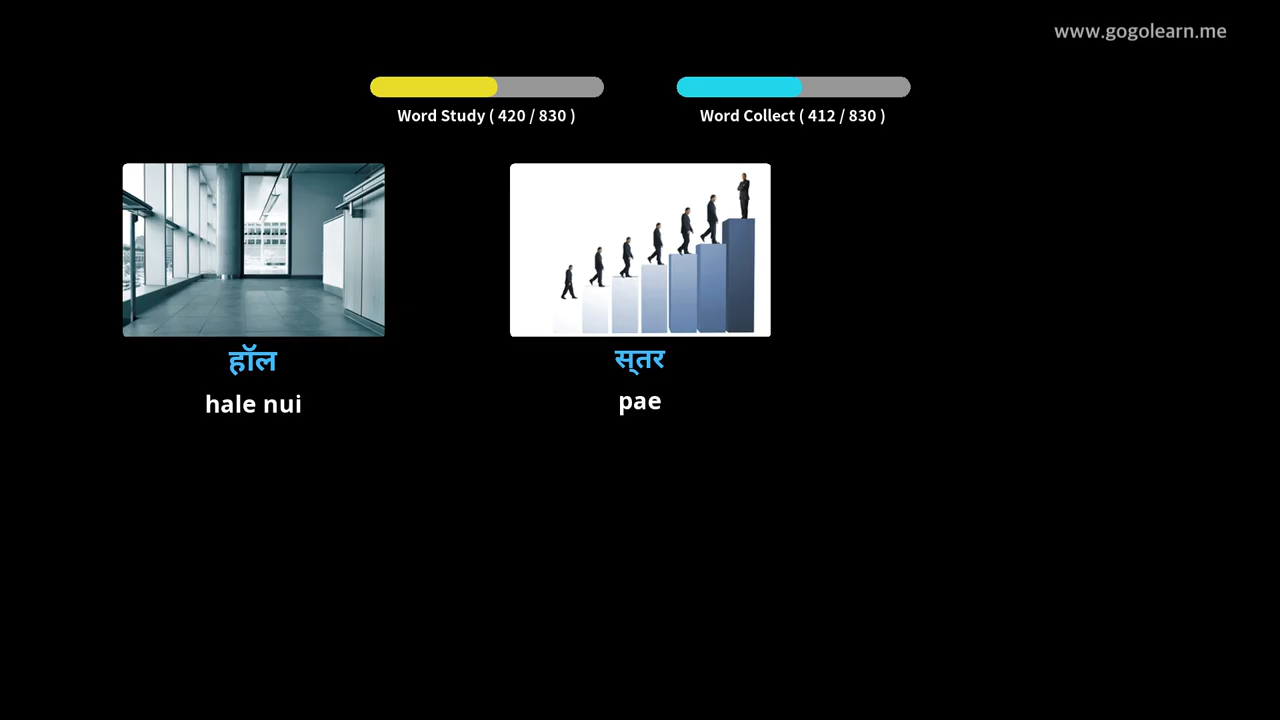 www.gogolearn.me
Word Study ( 420 / 830 )
Word Collect ( 412 / 830 )
हॉल
स्तर
hale nui
pae